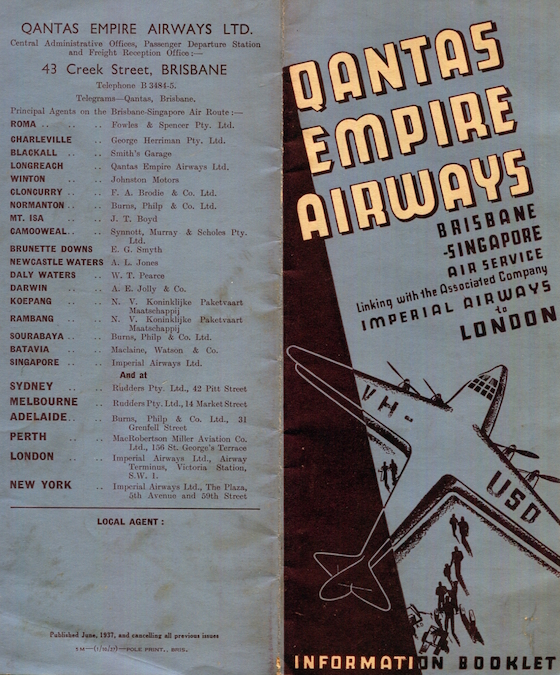 QANTAS EMPIRE AIRWAYS LTD.
Central Administrative Offices, Passenger Departure Station
and Freight Reception Office:—
43 Creek Street, BRISBANE
Telephone B 3484-5.
Telegrams—Qantas, Brisbane.
Principal Agents on the Brisbane-Singapore Air Route:—
ROMA .. .. .. Fowles & Spencer Pty. Ltd.
CHARLEVILLE .. George Herriman Pty. Ltd.
BLACKALL .. .. Smith's Garage
LONGREACH .. Qantas Empire Airways Ltd.
WINTON .. .. Johnston Motors
CLONCURRY .. .. F. A. Brodie & Co. Ltd.
NORMANTON .. .. Burns, Philp & Co. Ltd.
MT. ISA .. .. J. T. Boyd
CAMOOWEAL .. .. Synnott, Murray & Scholes Pty.
Ltd.
BRUNETTE DOWNS E. G. Smyth
NEWCASTLE WATERS A. L. Jones
DALY WATERS .. W. T. Pearce
DARWIN .. .. A. E. Jolly & Co.
KOEPANG .. .. N. V. Koninklijke Paketvaart
Maatschappij
RAMBANG .. .. N. V. Koninklijke Paketvaart
Maatschappij
SOURABAYA .. .. Burns, Philp & Co. Ltd.
BATAVIA .. .. Maclaine, Watson & Co.
SINGAPORE .. .. Imperial Airways Ltd.
And at
SYDNEY .. .. Rudders Pty. Ltd., 42 Pitt Street
MELBOURNE .. Rudders Pty. Ltd., 14 Market Street
ADELAIDE .. .. Burns, Philp & Co. Ltd., 31
Grenfell Street
PERTH .. .. MacRobertson Miller Aviation Co.
Ltd., 156 St. George's Terrace
LONDON .. .. Imperial Airways Ltd., Airway
Terminus, Victoria Station,
S.W. 1.
NEW YORK .. Imperial Airways Ltd., The Plaza,
5th Avenue and 59th Street
LOCAL AGENT :
Published June, 1937, and cancelling all previous issues
POLE PRINT., BRIS.
QANTAS
EMPIRE
AIRWAYS
BRISBANE
-SINGAPORE
AIR SERVICE
Linking with the Associated Company
IMPERIAL AIRWAYS
to
LONDON
VH-
USD
INFORMATION BOOKLET